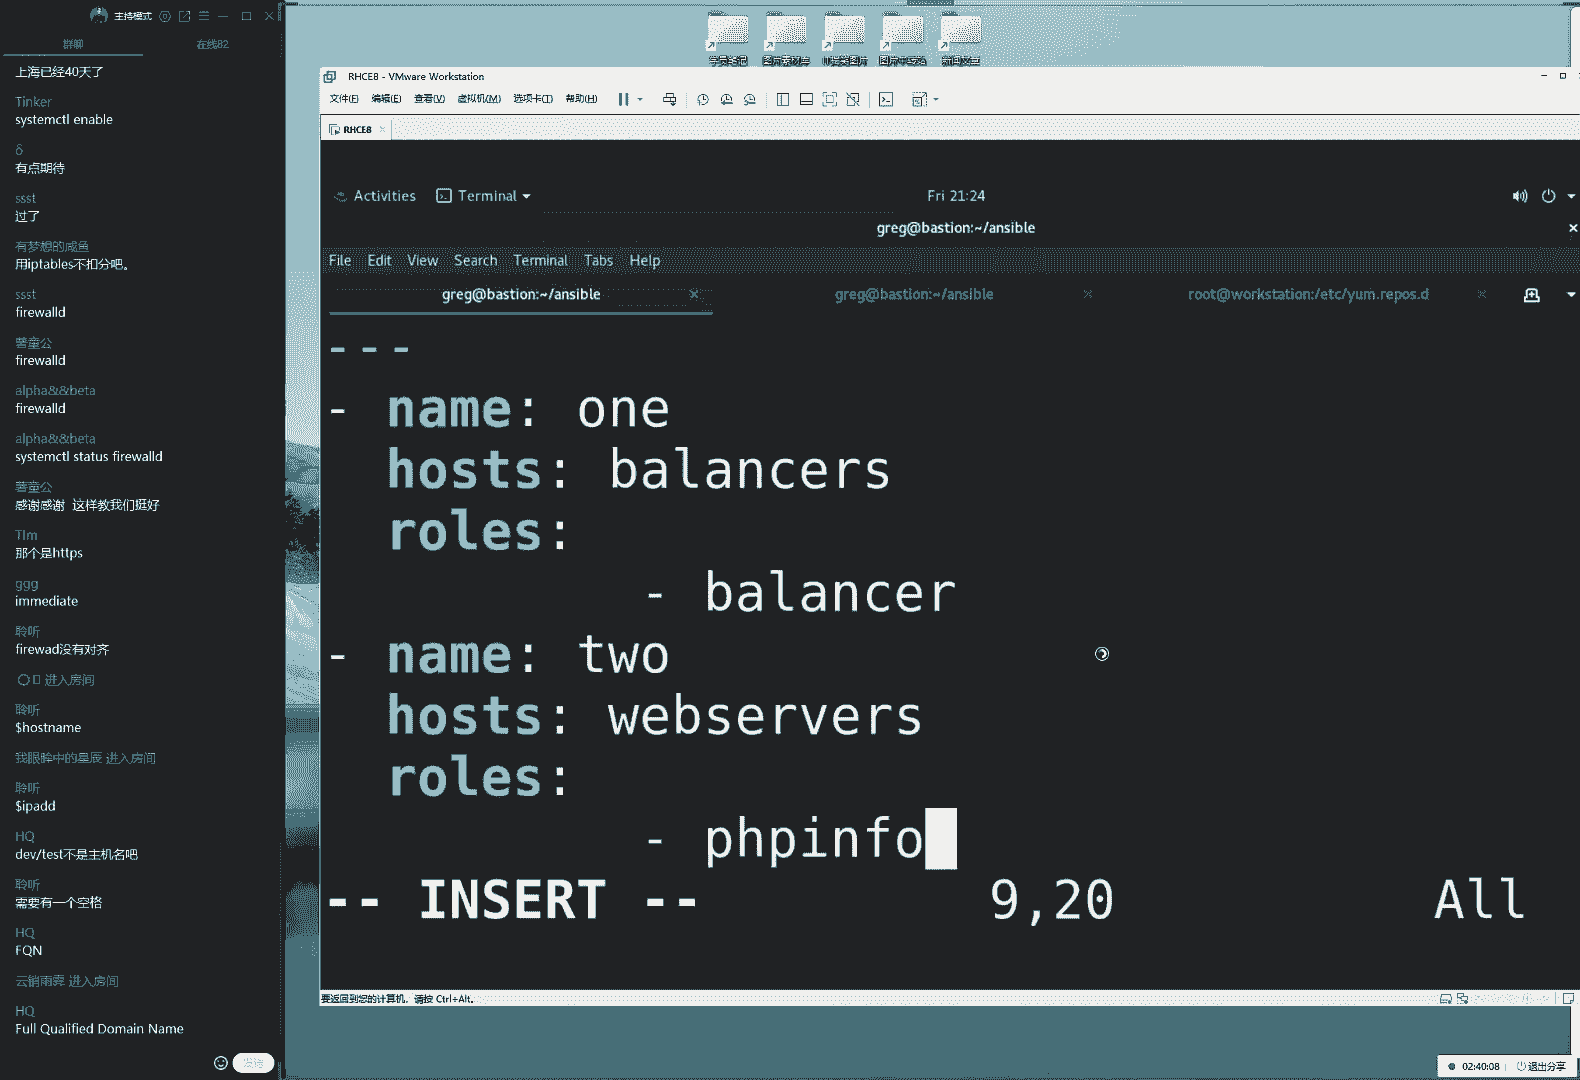 主持模式
群聊
在线82
上海已经40天了
Tinker
systemctl enable
δ
有点期待
ssst
过了
有梦想的咸鱼
用iptables不扣分吧。
ssst
firewalld
薯童公
firewalld
alpha&&beta
firewalld
alpha&&beta
systemctl status firewalld
薯童公
感谢感谢 这样教我们挺好
TIm
那个是https
ggg
immediate
聆听
firewad没有对齐
进入房间
聆听
$hostname
我眼眸中的星辰 进入房间
聆听
$ipadd
HQ
dev/test不是主机名吧
聆听
需要有一个空格
HQ
FQN
云销雨霁 进入房间
HQ
Full Qualified Domain Name
发送
学员笔记
图片素材库
RHCE8 - VMware Workstation
文件(F) 编辑(E) 查看(V) 虚拟机(M) 选项卡(T) 帮助(H)
RHCE8
Activities Terminal
Fri 21:24
greg@bastion:~/ansible
File Edit View Search Terminal Tabs Help
greg@bastion:~/ansible
greg@bastion:~/ansible
root@workstation:/etc/yum.repos.d
---
- name: one
hosts: balancers
roles:
- balancer
- name: two
hosts: webservers
roles:
- phpinfo
-- INSERT -- 9,20 All
要返回到您的计算机，请按 Ctrl+Alt。
02:40:08
退出分享